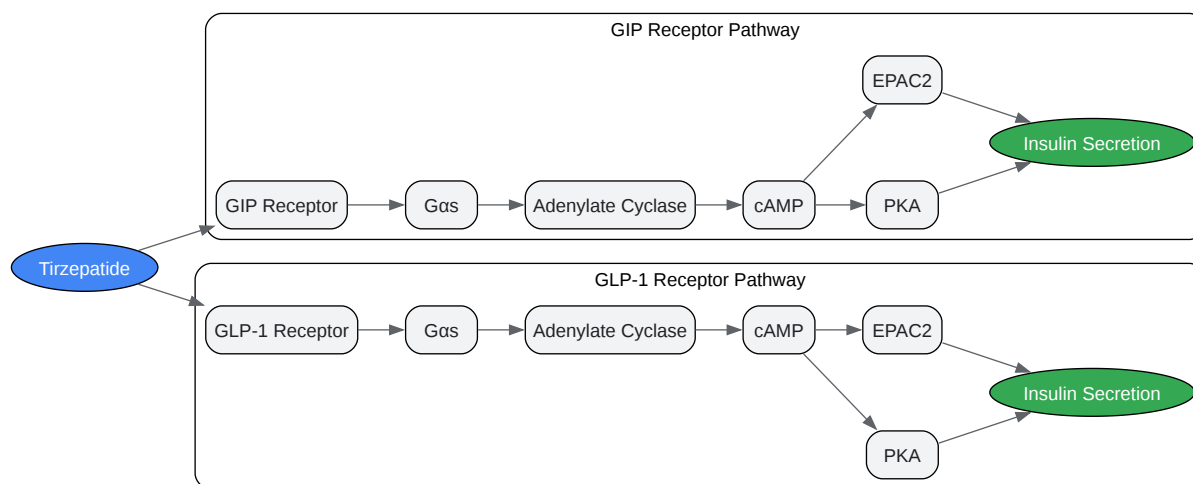 GIP Receptor Pathway
EPAC2
Insulin Secretion
GIP Receptor
Gαs
Adenylate Cyclase
cAMP
PKA
Tirzepatide
GLP-1 Receptor Pathway
GLP-1 Receptor
Gαs
Adenylate Cyclase
cAMP
EPAC2
Insulin Secretion
PKA